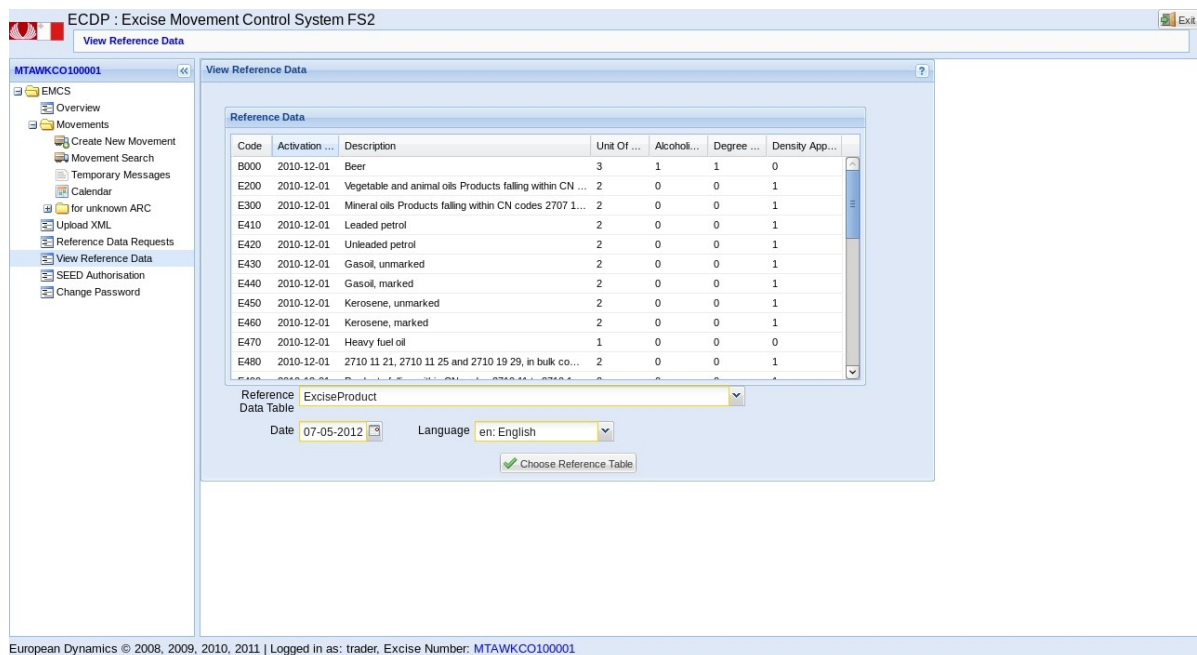 ECDP : Excise Movement Control System FS2
Exit
View Reference Data
MTAWKCO100001
EMCS
Overview
Movements
Create New Movement
Movement Search
Temporary Messages
Calendar
for unknown ARC
Upload XML
Reference Data Requests
View Reference Data
SEED Authorisation
Change Password
View Reference Data
?
Reference Data
Code Activation ... Description Unit Of ... Alcoholi... Degree ... Density App...
B000 2010-12-01 Beer 3 1 1 0
E200 2010-12-01 Vegetable and animal oils Products falling within CN ... 2 0 0 1
E300 2010-12-01 Mineral oils Products falling within CN codes 2707 1... 2 0 0 1
E410 2010-12-01 Leaded petrol 2 0 0 1
E420 2010-12-01 Unleaded petrol 2 0 0 1
E430 2010-12-01 Gasoil, unmarked 2 0 0 1
E440 2010-12-01 Gasoil, marked 2 0 0 1
E450 2010-12-01 Kerosene, unmarked 2 0 0 1
E460 2010-12-01 Kerosene, marked 2 0 0 1
E470 2010-12-01 Heavy fuel oil 1 0 0 0
E480 2010-12-01 2710 11 21, 2710 11 25 and 2710 19 29, in bulk co... 2 0 0 1
Reference Data Table ExciseProduct
Date 07-05-2012 Language en: English
Choose Reference Table
European Dynamics © 2008, 2009, 2010, 2011 | Logged in as: trader, Excise Number: MTAWKCO100001